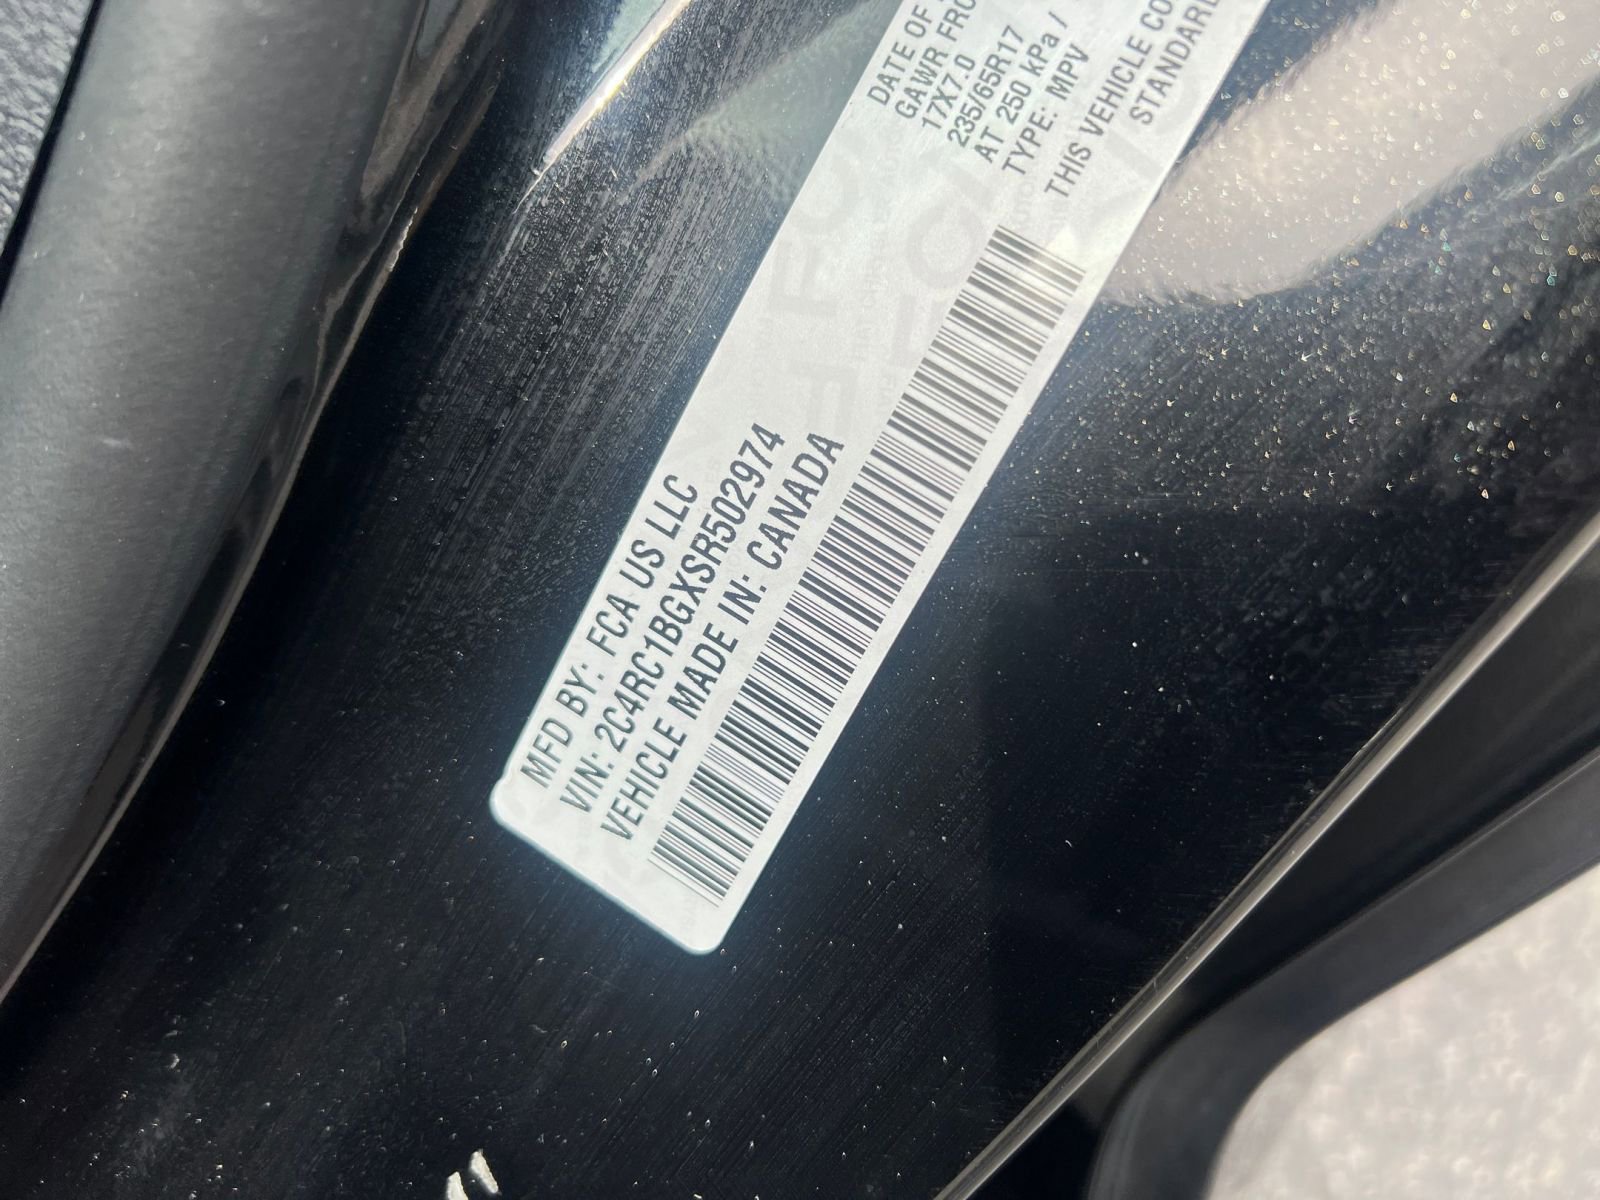 MFD BY: FCA US LLC
VIN: 2C4RC1BGXSR502974
VEHICLE MADE IN: CANADA
DATE OF
GAWR FRO
17X7.0
235/65R17
AT 250 kPa /
TYPE: MPV
THIS VEHICLE CO
STANDARD